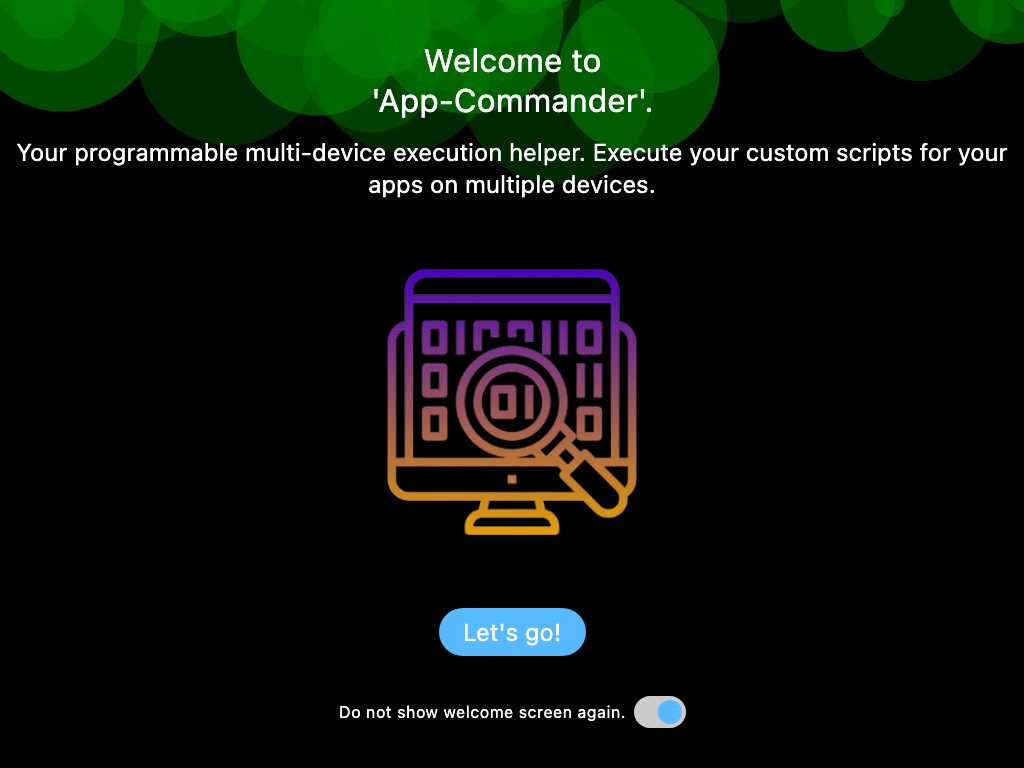 Welcome to
'App-Commander'.
Your programmable multi-device execution helper. Execute your custom scripts for your
apps on multiple devices.
01
Let's go!
Do not show welcome screen again.